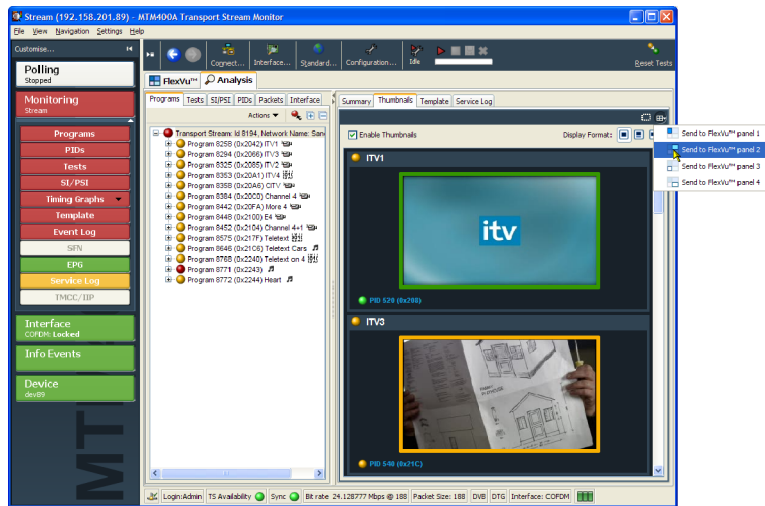 Stream (192.158.201.89) - MTM400A Transport Stream Monitor
File View Navigation Settings Help
Customise...
Connect... Interface... Standard... Configuration... Idle Reset Tests
Polling
Stopped
FlexVu™ Analysis
Monitoring
Stream
Programs Tests SI/PSI PIDs Packets Interface
Summary Thumbnails Template Service Log
Actions
Enable Thumbnails Display Format:
Send to FlexVu™ panel 1
Send to FlexVu™ panel 2
Send to FlexVu™ panel 3
Send to FlexVu™ panel 4
Programs
PIDs
Tests
SI/PSI
Timing Graphs
Template
Event Log
SFN
EPG
Service Log
TMCC/IIP
Interface
COFDM: Locked
Info Events
Device
dev89
MTM
Transport Stream: Id 8194, Network Name: San
Program 8258 (0x2042) ITV1
Program 8294 (0x2066) ITV3
Program 8325 (0x2085) ITV2
Program 8353 (0x20A1) ITV4
Program 8358 (0x20A6) CITV
Program 8384 (0x20C0) Channel 4
Program 8442 (0x20FA) More 4
Program 8448 (0x2100) E4
Program 8452 (0x2104) Channel 4+1
Program 8575 (0x217F) Teletext
Program 8646 (0x21C6) Teletext Cars
Program 8768 (0x2240) Teletext on 4
Program 8771 (0x2243)
Program 8772 (0x2244) Heart
ITV1
itv
PID 520 (0x208)
ITV3
PID 540 (0x21C)
Login:Admin TS Availability Sync Bit rate 24.128777 Mbps @ 188 Packet Size: 188 DVB DTG Interface: COFDM